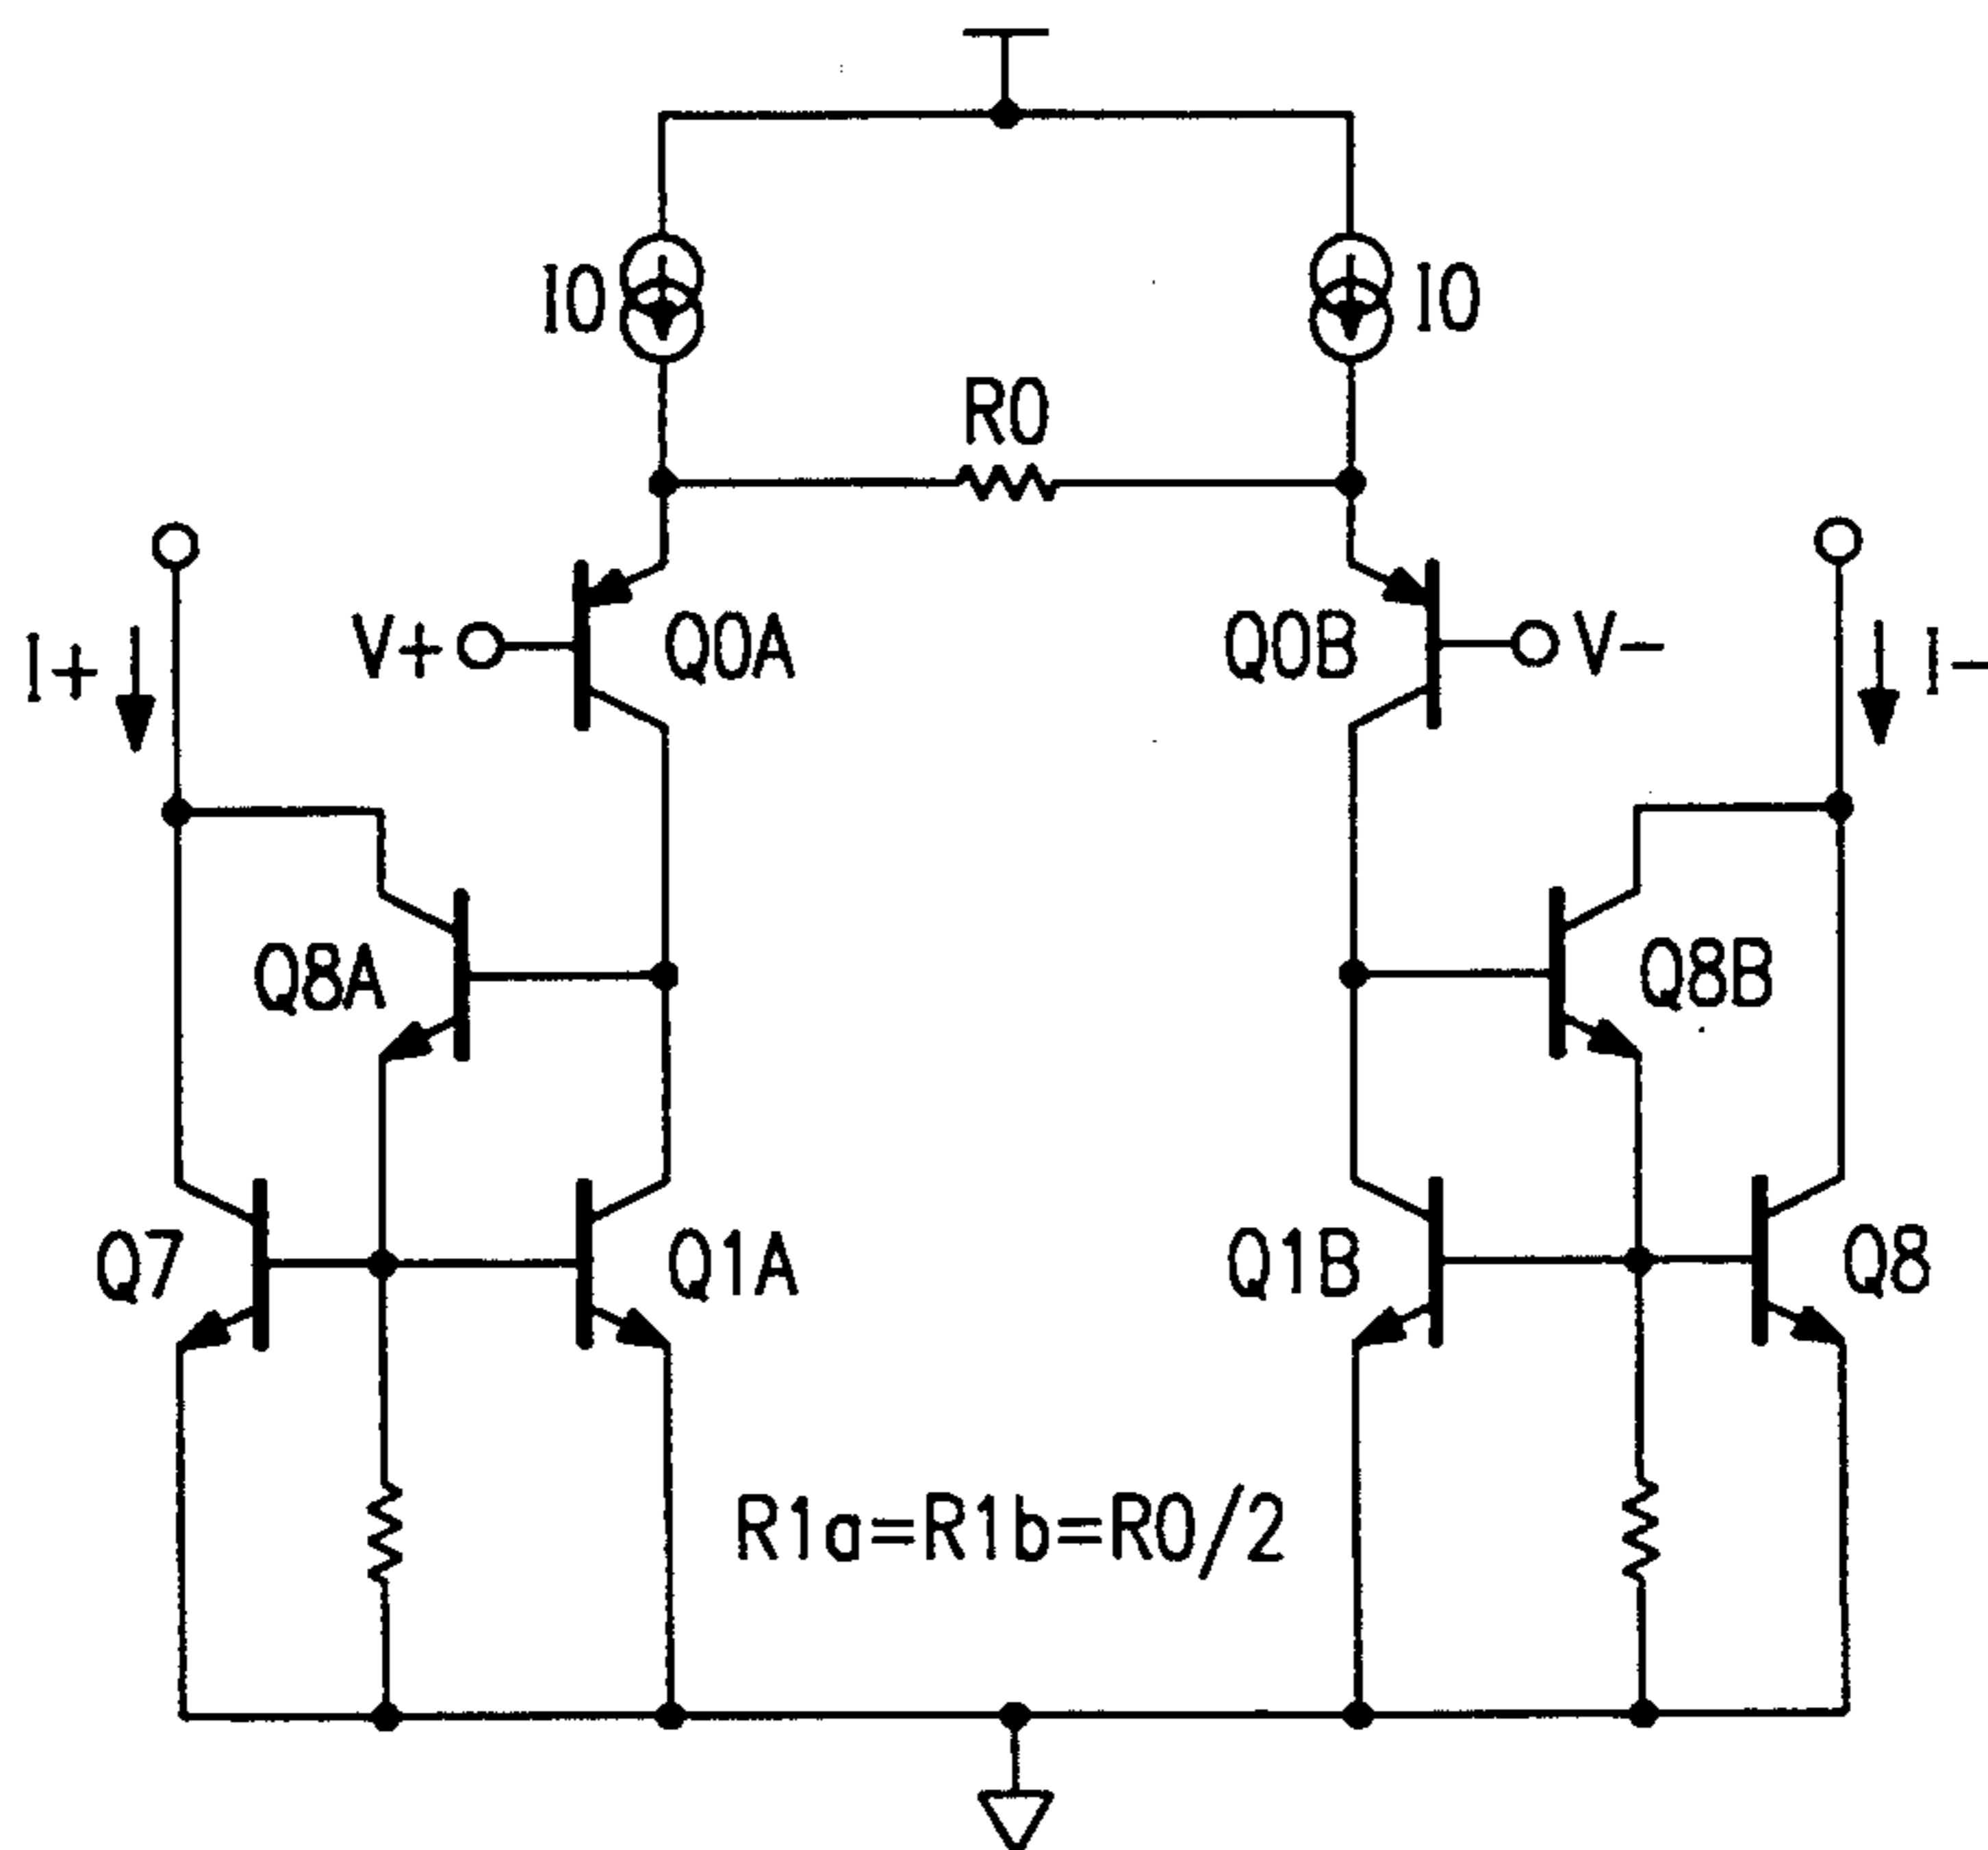 I0
I0
R0
I+
V+
Q0A
Q0B
V-
I-
Q8A
Q8B
Q7
Q1A
Q1B
Q8
R1a=R1b=R0/2